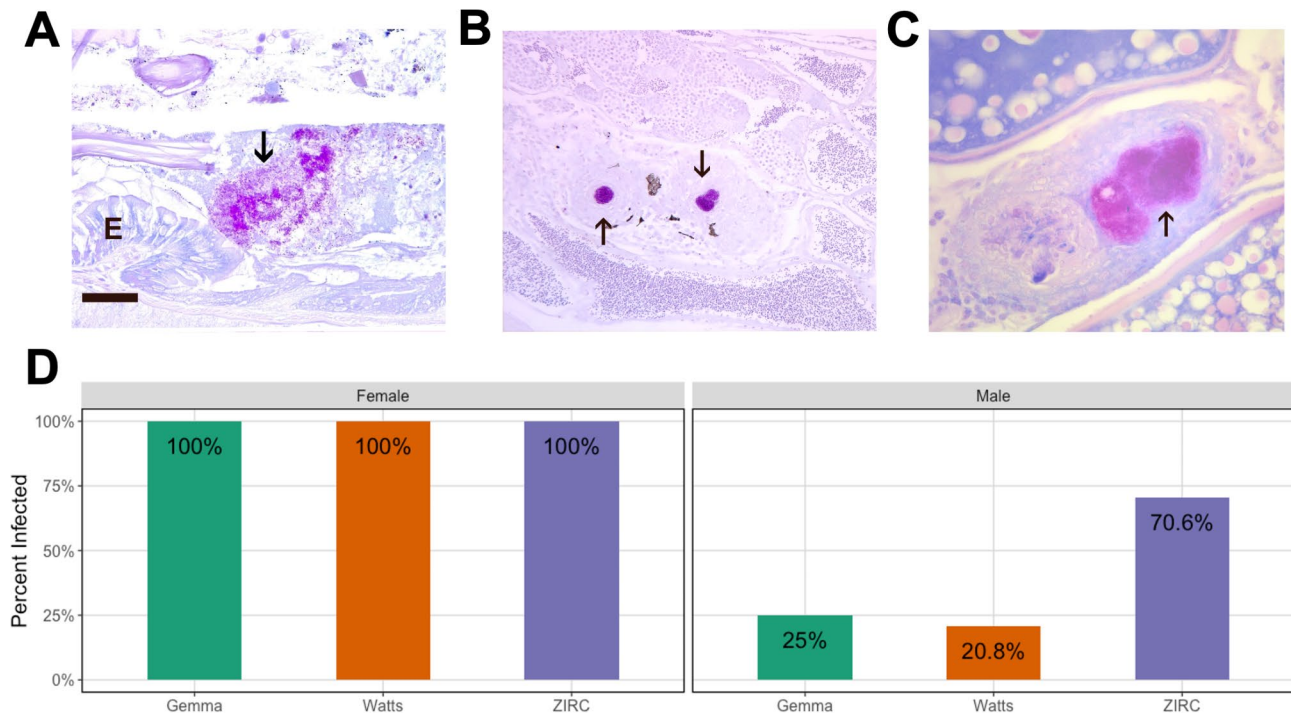 A
B
C
E
D
Female
Male
Percent Infected
100%
75%
50%
25%
0%
100%
100%
100%
25%
20.8%
70.6%
Gemma
Watts
ZIRC
Gemma
Watts
ZIRC